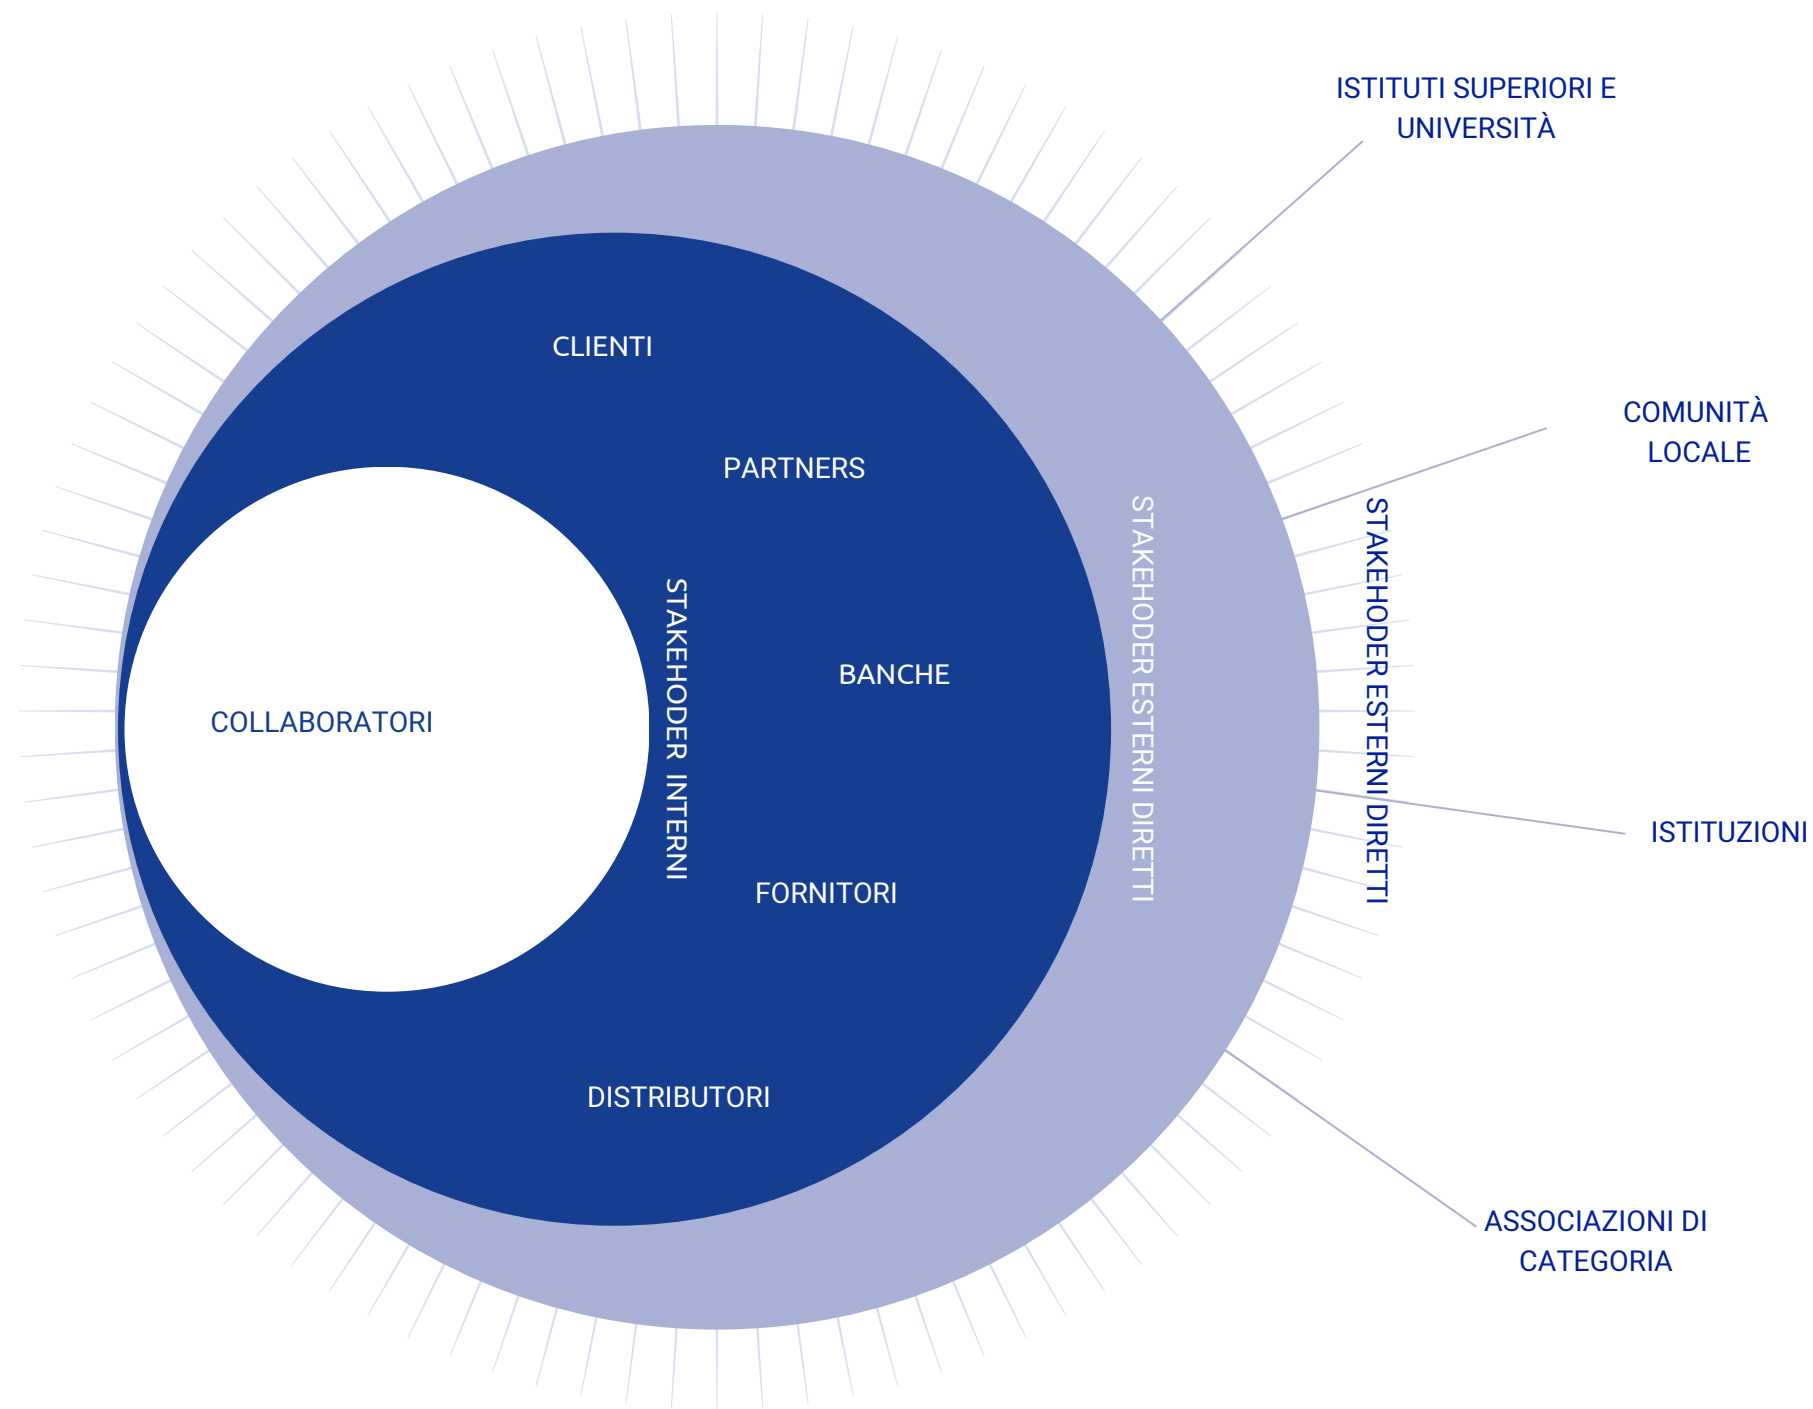 ISTITUTI SUPERIORI E
UNIVERSITÀ
CLIENTI
COMUNITÀ
LOCALE
PARTNERS
STAKEHODER INTERNI
STAKEHODER ESTERNI DIRETTI
STAKEHODER ESTERNI DIRETTI
BANCHE
COLLABORATORI
ISTITUZIONI
FORNITORI
DISTRIBUTORI
ASSOCIAZIONI DI
CATEGORIA